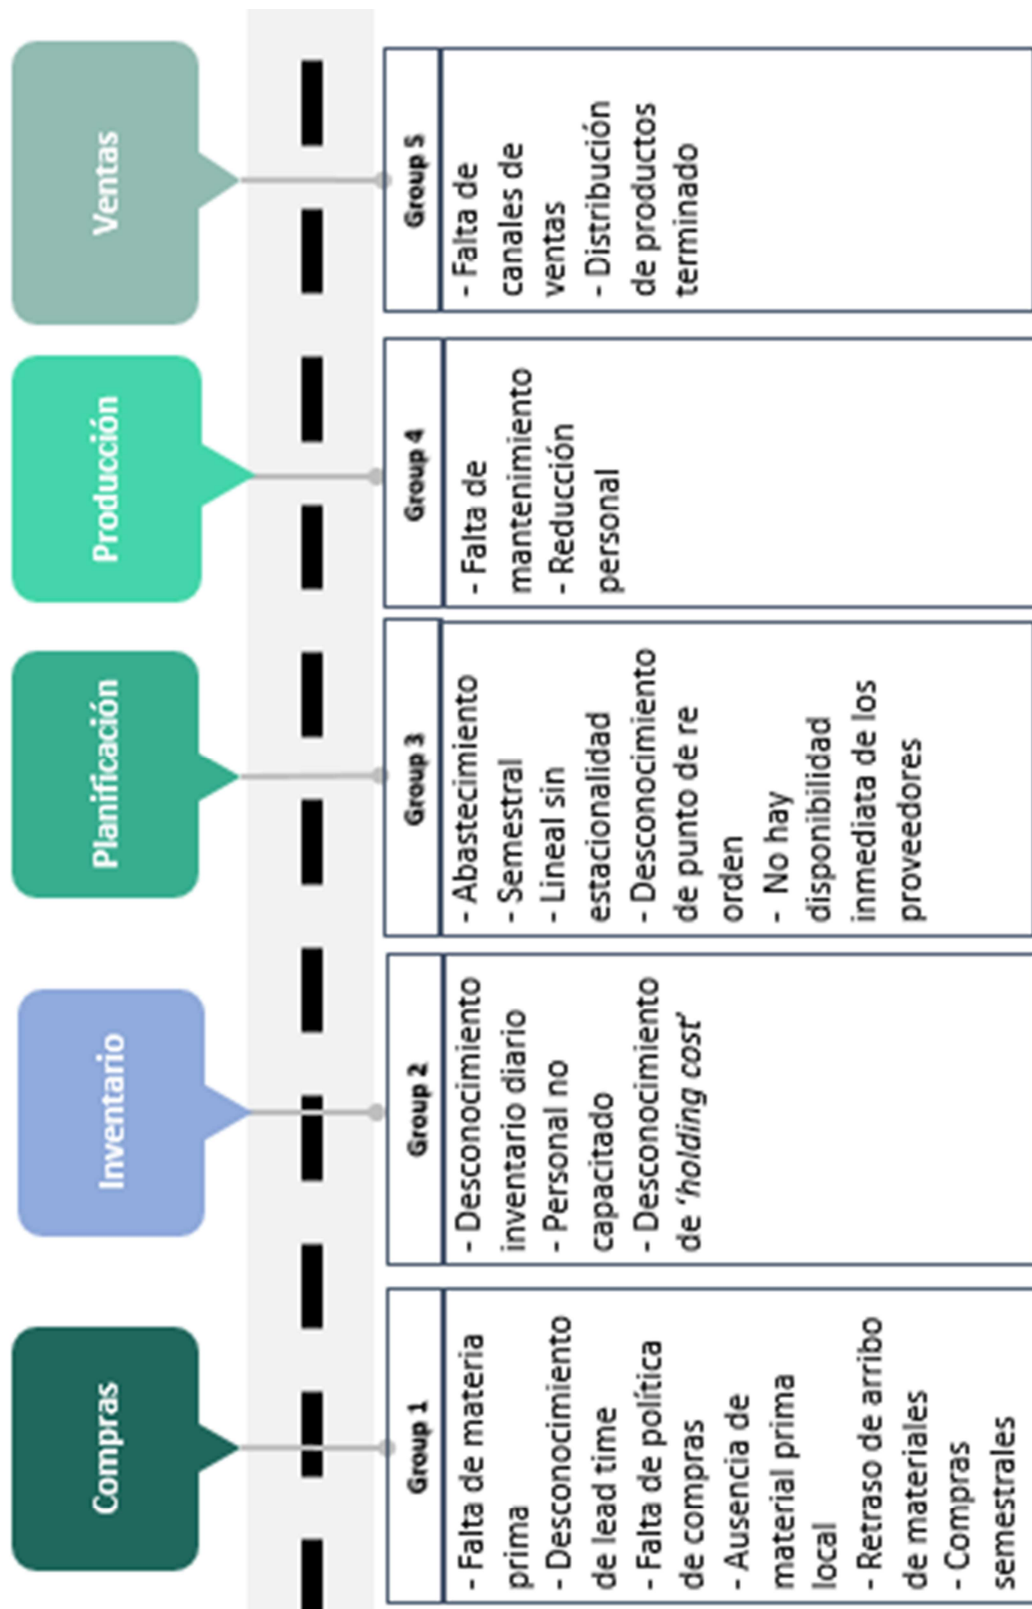 Compras
Inventario
Planificación
Producción
Ventas
Group 1
- Falta de materia
prima
- Desconocimiento
de lead time
- Falta de política
de compras
- Ausencia de
material prima
local
- Retraso de arribo
de materiales
- Compras
semestrales
Group 2
- Desconocimiento
inventario diario
- Personal no
capacitado
- Desconocimiento
de ‘holding cost’
Group 3
- Abastecimiento
- Semestral
- Lineal sin
estacionalidad
- Desconocimiento
de punto de re
orden
- No hay
disponibilidad
inmediata de los
proveedores
Group 4
- Falta de
mantenimiento
- Reducción
personal
Group 5
- Falta de
canales de
ventas
- Distribución
de productos
terminado